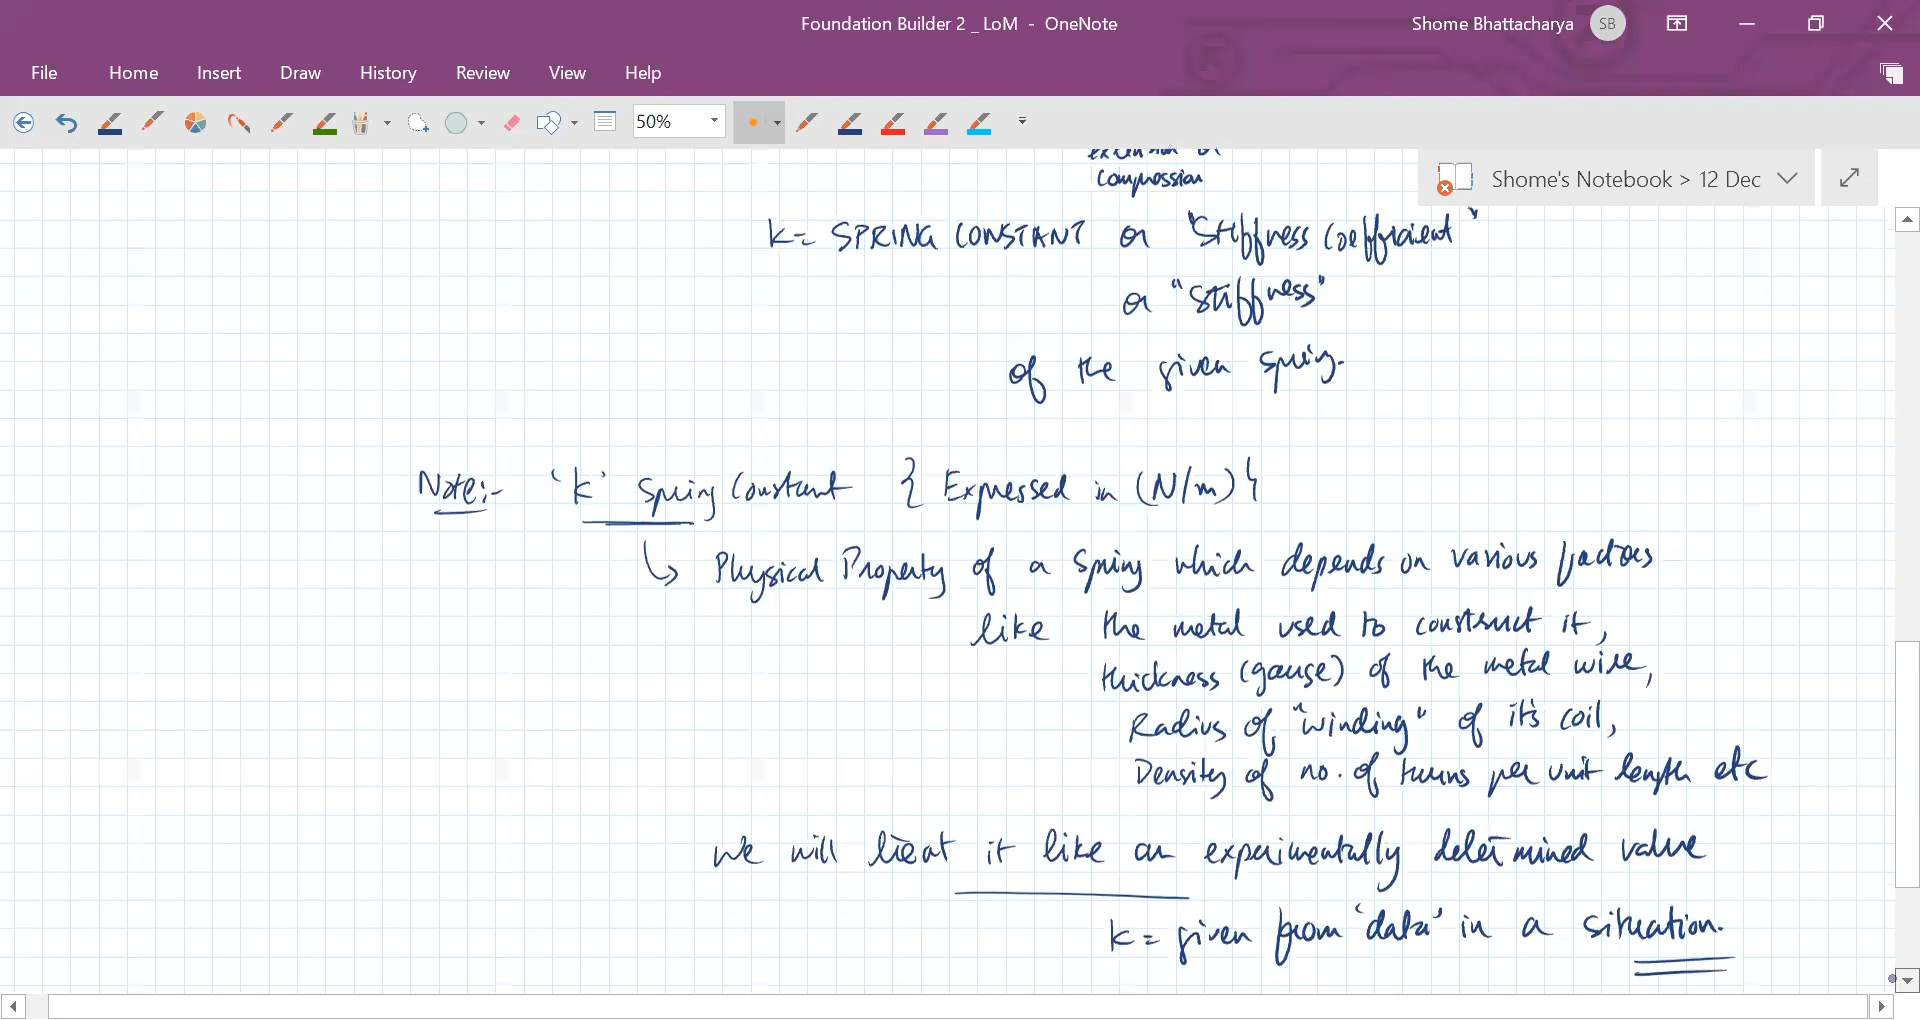 Foundation Builder 2 _ LoM - OneNote
Shome Bhattacharya
SB
File Home Insert Draw History Review View Help
50%
Shome's Notebook > 12 Dec
extension or
Compression
k= SPRING CONSTANT or "Stiffness Coefficient"
or "Stiffness"
of the given spring.
Note:- 'k' Spring Constant { Expressed in (N/m) }
Physical Property of a spring which depends on various factors
like the metal used to construct it,
thickness (gause) of the metal wire,
Radius of "winding" of it's coil,
Density of no. of turns per unit length etc
we will treat it like an experimentally determined value
k = given from 'data' in a situation.